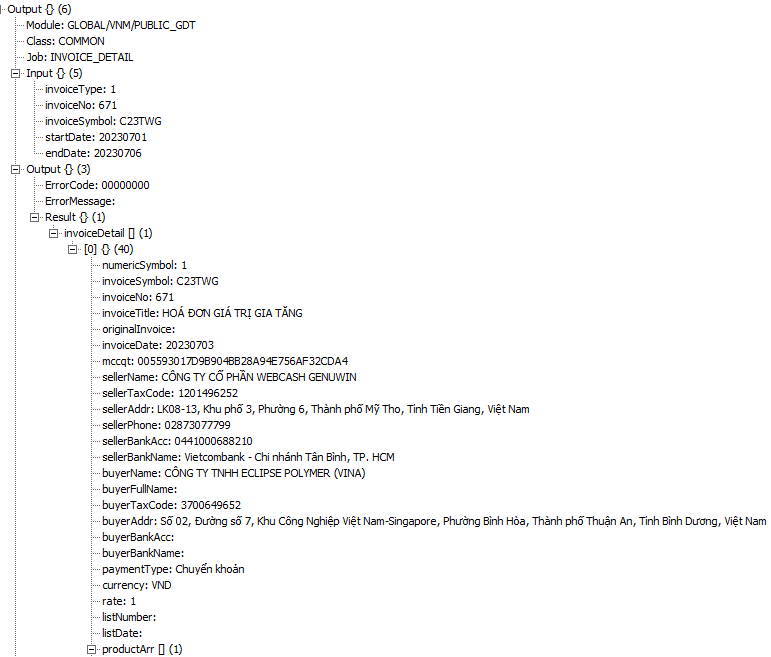 Output {} (6)
Module: GLOBAL/VNM/PUBLIC_GDT
Class: COMMON
Job: INVOICE_DETAIL
Input {} (5)
invoiceType: 1
invoiceNo: 671
invoiceSymbol: C23TWG
startDate: 20230701
endDate: 20230706
Output {} (3)
ErrorCode: 00000000
ErrorMessage:
Result {} (1)
invoiceDetail [] (1)
[0] {} (40)
numericSymbol: 1
invoiceSymbol: C23TWG
invoiceNo: 671
invoiceTitle: HOÁ ĐƠN GIÁ TRỊ GIA TĂNG
originalInvoice:
invoiceDate: 20230703
mccqt: 005593017D9B904BB28A94E756AF32CDA4
sellerName: CÔNG TY CỔ PHẦN WEBCASH GENUWIN
sellerTaxCode: 1201496252
sellerAddr: LK08-13, Khu phố 3, Phường 6, Thành phố Mỹ Tho, Tỉnh Tiền Giang, Việt Nam
sellerPhone: 02873077799
sellerBankAcc: 0441000688210
sellerBankName: Vietcombank - Chi nhánh Tân Bình, TP. HCM
buyerName: CÔNG TY TNHH ECLIPSE POLYMER (VINA)
buyerFullName:
buyerTaxCode: 3700649652
buyerAddr: Số 02, Đường số 7, Khu Công Nghiệp Việt Nam-Singapore, Phường Bình Hòa, Thành phố Thuận An, Tỉnh Bình Dương, Việt Nam
buyerBankAcc:
buyerBankName:
paymentType: Chuyển khoản
currency: VND
rate: 1
listNumber:
listDate:
productArr [] (1)